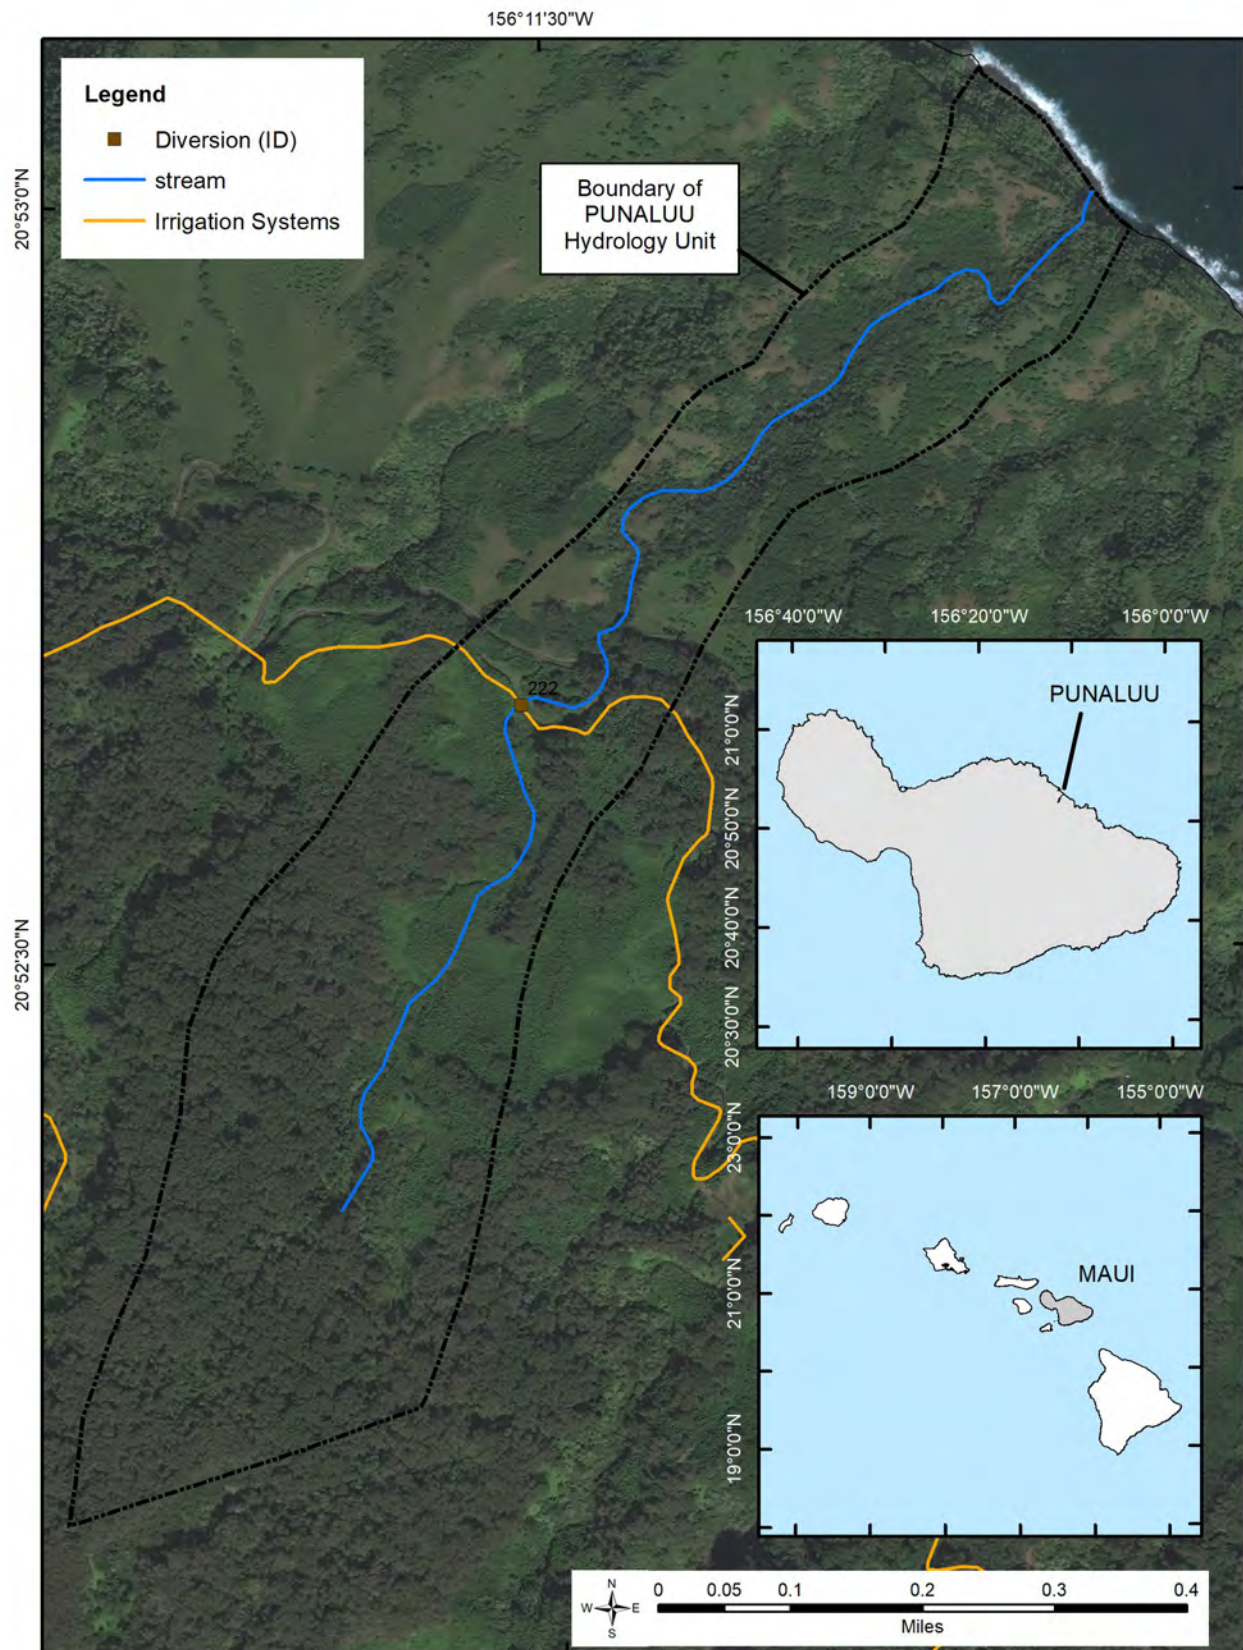 156°11'30"W
Legend
Diversion (ID)
stream
Irrigation Systems
20°53'0"N
Boundary of
PUNALUU
Hydrology Unit
222
20°52'30"N
156°40'0"W 156°20'0"W 156°0'0"W
PUNALUU
21°0'0"N
20°50'0"N
20°40'0"N
20°30'0"N
159°0'0"W 157°0'0"W 155°0'0"W
23°0'0"N
MAUI
21°0'0"N
19°0'0"N
N
W E
S
0 0.05 0.1 0.2 0.3 0.4
Miles